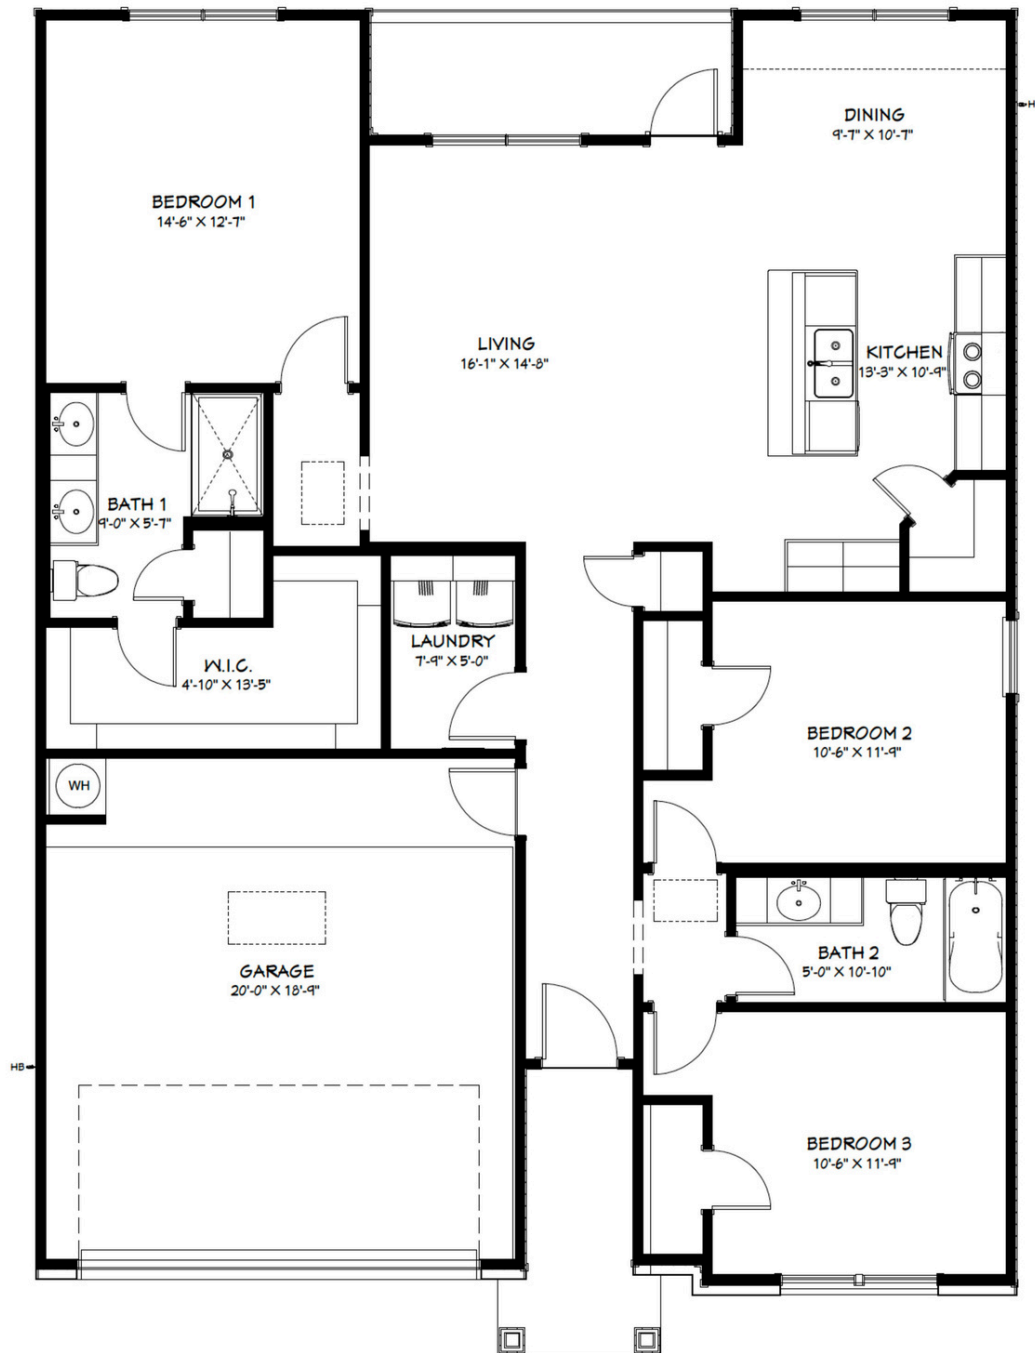 H
DINING
9'-7" X 10'-7"
BEDROOM 1
14'-6" X 12'-7"
LIVING
16'-1" X 14'-8"
KITCHEN
13'-3" X 10'-9"
BATH 1
9'-0" X 5'-7"
LAUNDRY
7'-9" X 5'-0"
W.I.C.
4'-10" X 13'-5"
BEDROOM 2
10'-6" X 11'-9"
WH
BATH 2
5'-0" X 10'-10"
GARAGE
20'-0" X 18'-9"
HB
BEDROOM 3
10'-6" X 11'-9"